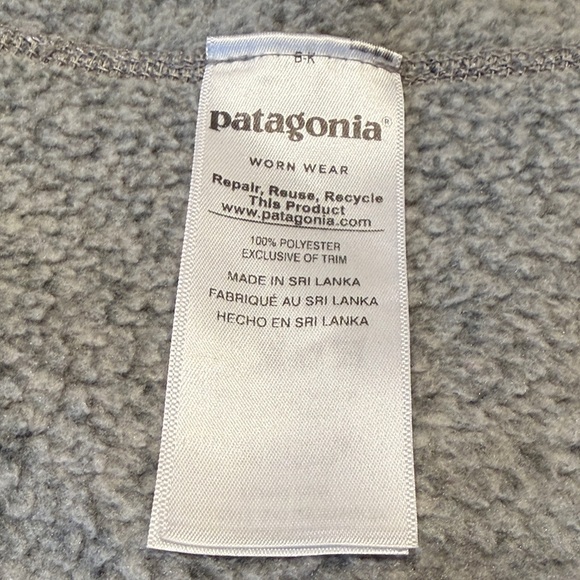 B-K
patagonia®
WORN WEAR
Repair, Reuse, Recycle
This Product
www.patagonia.com
100% POLYESTER
EXCLUSIVE OF TRIM
MADE IN SRI LANKA
FABRIQUÉ AU SRI LANKA
HECHO EN SRI LANKA